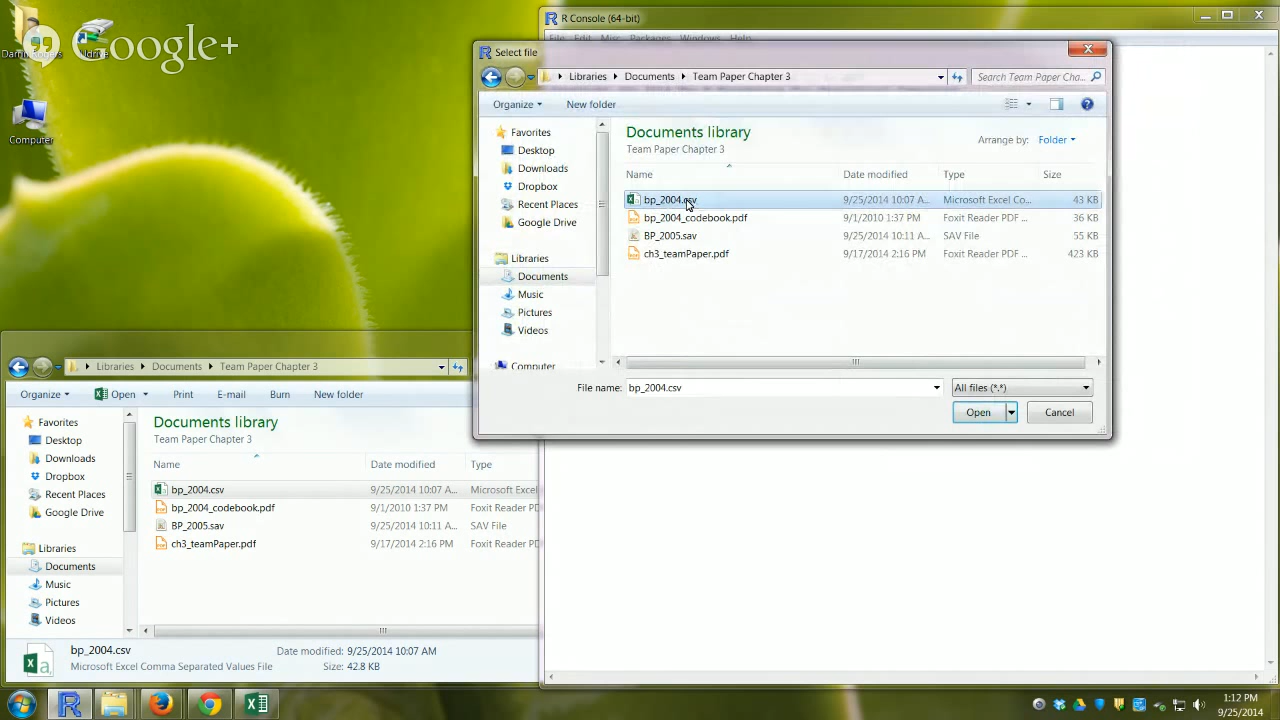 Google+
Computer
R Console (64-bit)
File Edit Misc Packages Windows Help
Select file
Libraries Documents Team Paper Chapter 3
Search Team Paper Cha...
Organize New folder
Favorites
Desktop
Downloads
Dropbox
Recent Places
Google Drive
Libraries
Documents
Music
Pictures
Videos
Computer
Documents library
Team Paper Chapter 3
Arrange by: Folder
Name Date modified Type Size
bp_2004.csv 9/25/2014 10:07 A... Microsoft Excel Co... 43 KB
bp_2004_codebook.pdf 9/1/2010 1:37 PM Foxit Reader PDF ... 36 KB
BP_2005.sav 9/25/2014 10:11 A... SAV File 55 KB
ch3_teamPaper.pdf 9/17/2014 2:16 PM Foxit Reader PDF ... 423 KB
File name: bp_2004.csv All files (*.*)
Open Cancel
Libraries Documents Team Paper Chapter 3
Organize Open Print E-mail Burn New folder
Favorites
Desktop
Downloads
Dropbox
Recent Places
Google Drive
Libraries
Documents
Music
Pictures
Videos
Documents library
Team Paper Chapter 3
Name Date modified Type
bp_2004.csv 9/25/2014 10:07 A... Microsoft Excel
bp_2004_codebook.pdf 9/1/2010 1:37 PM Foxit Reader PD
BP_2005.sav 9/25/2014 10:11 A... SAV File
ch3_teamPaper.pdf 9/17/2014 2:16 PM Foxit Reader PD
bp_2004.csv Date modified: 9/25/2014 10:07 AM
Microsoft Excel Comma Separated Values File Size: 42.8 KB
1:12 PM
9/25/2014